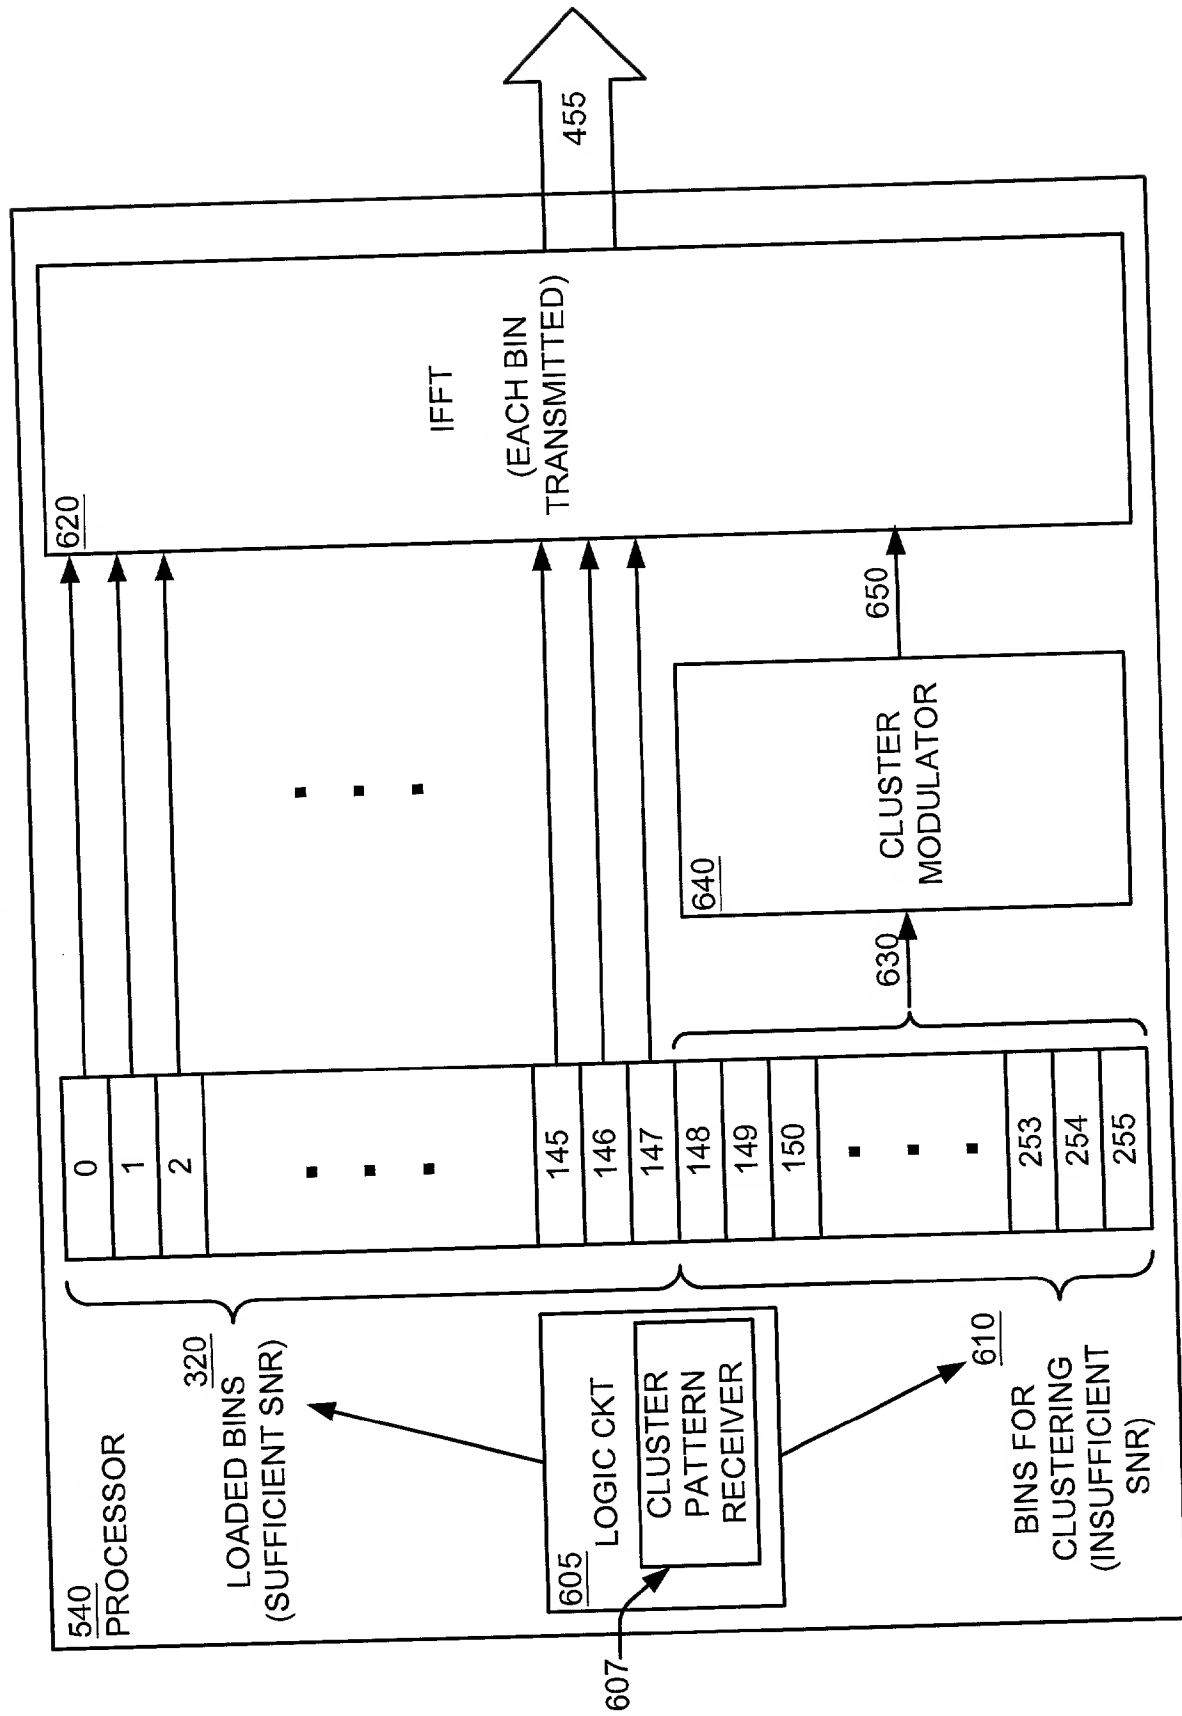 540
PROCESSOR
320
LOADED BINS
(SUFFICIENT SNR)
605
LOGIC CKT
CLUSTER
PATTERN
RECEIVER
607
610
BINS FOR
CLUSTERING
(INSUFFICIENT
SNR)
0
1
2
145
146
147
148
149
150
253
254
255
630
640
CLUSTER
MODULATOR
650
620
IFFT
(EACH BIN
TRANSMITTED)
455